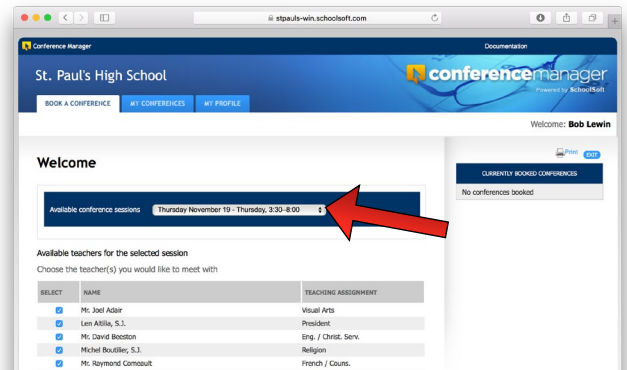 stpauls-win.schoolsoft.com
Conference Manager Documentation
St. Paul's High School
conferencemanager
Powered by SchoolSoft
BOOK A CONFERENCE MY CONFERENCES MY PROFILE
Welcome: Bob Lewin
Print EXIT
Welcome
CURRENTLY BOOKED CONFERENCES
No conferences booked
Available conference sessions Thursday November 19 - Thursday, 3:30-8:00
Available teachers for the selected session
Choose the teacher(s) you would like to meet with
SELECT NAME TEACHING ASSIGNMENT
Mr. Joel Adair Visual Arts
Len Altilia, S.J. President
Mr. David Beeston Eng. / Christ. Serv.
Michel Boutilier, S.J. Religion
Mr. Raymond Comeault French / Couns.